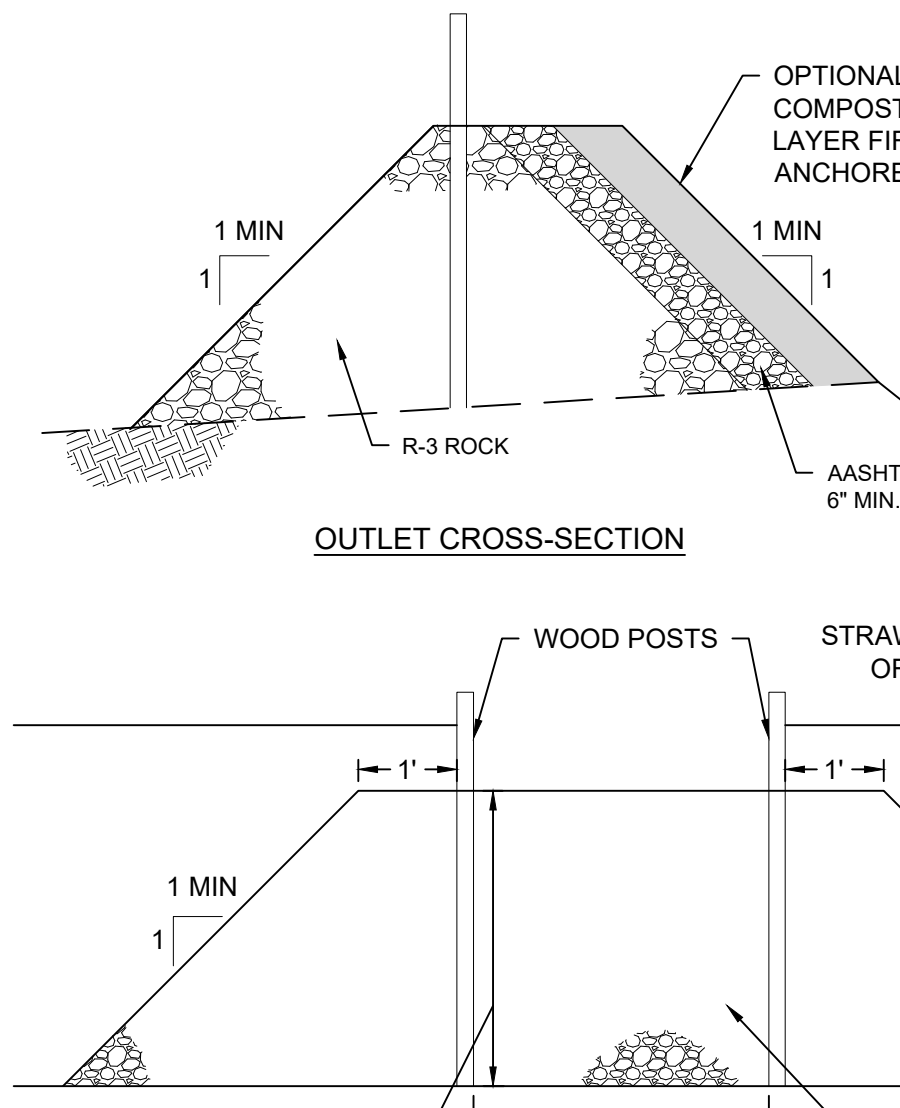 OPTIONAL
COMPOST
LAYER FIR
ANCHORE
1 MIN
1
1 MIN
1
R-3 ROCK
AASHT
6" MIN.
OUTLET CROSS-SECTION
WOOD POSTS
STRAW
OF
1'
1'
1 MIN
1